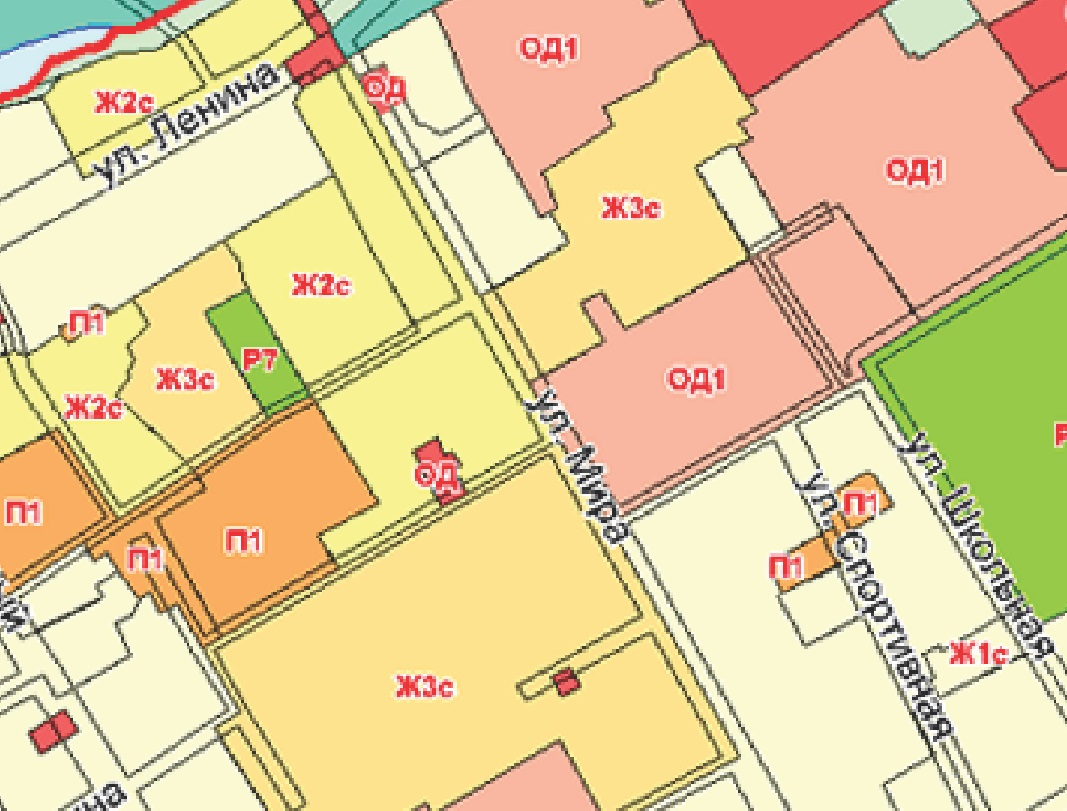 ОД1
Ж2с
ул. Ленина
ОД
ОД1
Ж3с
Ж2с
П1
Р7
Ж3с
Ж2с
ОД1
ул. Мира
ОД
ул. Школьная
П1
П1
П1
П1
П1
ул. Спортивная
Ж1с
Ж3с